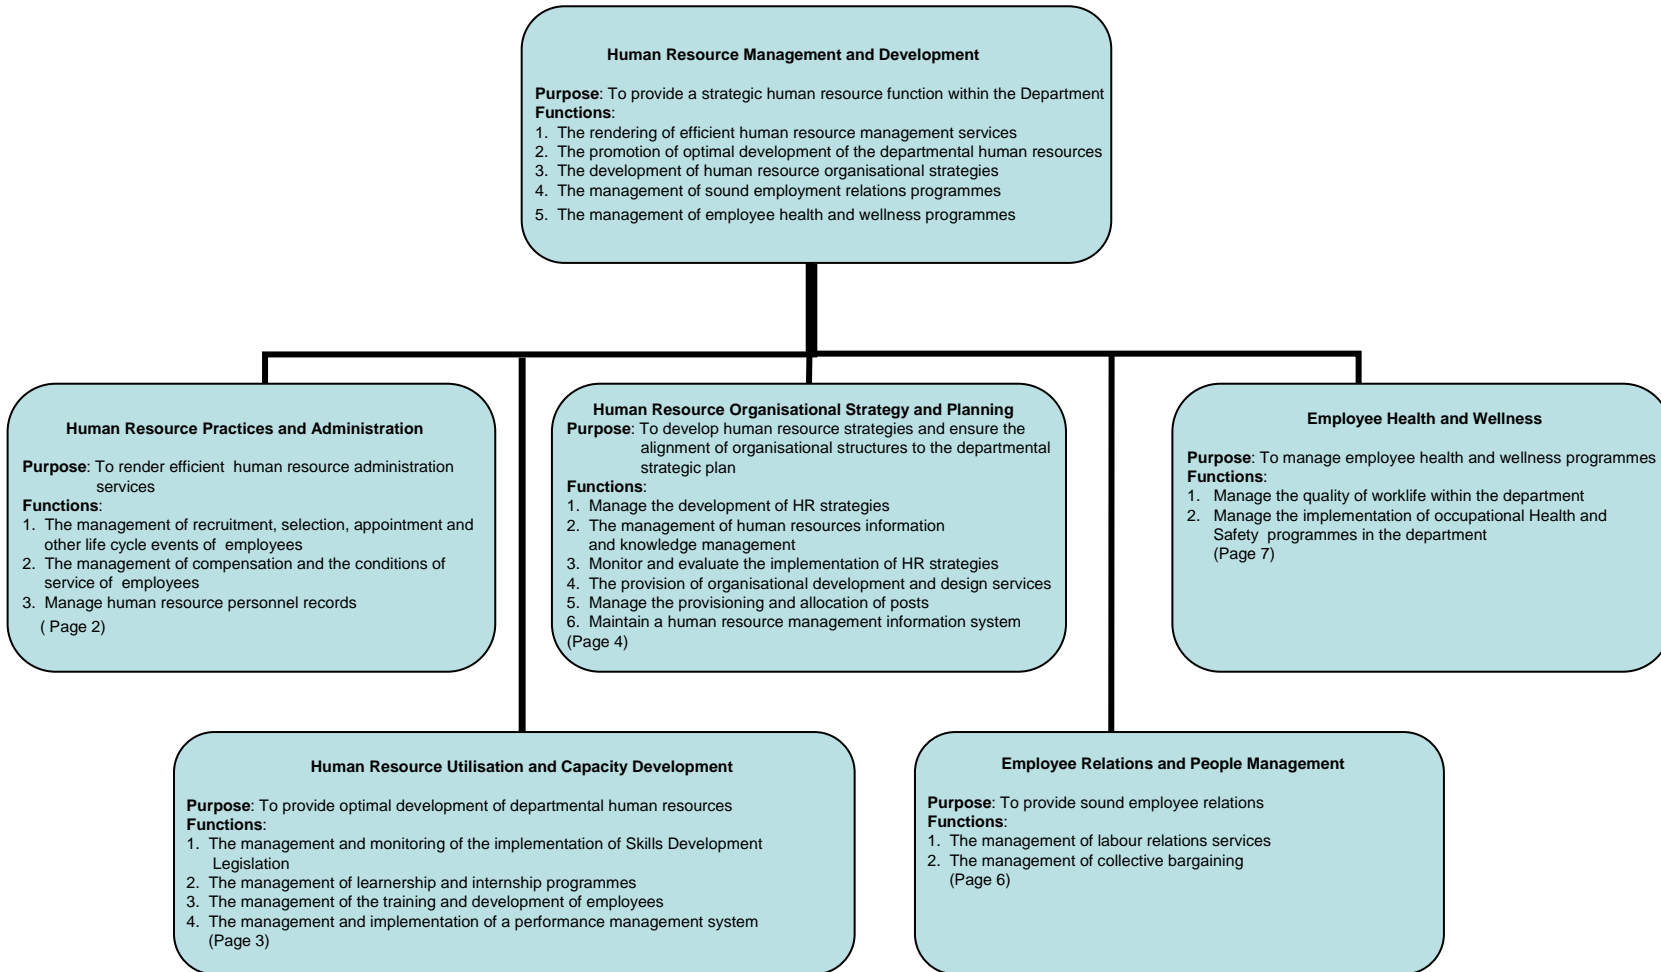 Human Resource Management and Development
Purpose: To provide a strategic human resource function within the Department
Functions:
1. The rendering of efficient human resource management services
2. The promotion of optimal development of the departmental human resources
3. The development of human resource organisational strategies
4. The management of sound employment relations programmes
5. The management of employee health and wellness programmes
Human Resource Practices and Administration
Purpose: To render efficient human resource administration
services
Functions:
1. The management of recruitment, selection, appointment and
other life cycle events of employees
2. The management of compensation and the conditions of
service of employees
3. Manage human resource personnel records
( Page 2)
Human Resource Organisational Strategy and Planning
Purpose: To develop human resource strategies and ensure the
alignment of organisational structures to the departmental
strategic plan
Functions:
1. Manage the development of HR strategies
2. The management of human resources information
and knowledge management
3. Monitor and evaluate the implementation of HR strategies
4. The provision of organisational development and design services
5. Manage the provisioning and allocation of posts
6. Maintain a human resource management information system
(Page 4)
Employee Health and Wellness
Purpose: To manage employee health and wellness programmes
Functions:
1. Manage the quality of worklife within the department
2. Manage the implementation of occupational Health and
Safety programmes in the department
(Page 7)
Human Resource Utilisation and Capacity Development
Purpose: To provide optimal development of departmental human resources
Functions:
1. The management and monitoring of the implementation of Skills Development
Legislation
2. The management of learnership and internship programmes
3. The management of the training and development of employees
4. The management and implementation of a performance management system
(Page 3)
Employee Relations and People Management
Purpose: To provide sound employee relations
Functions:
1. The management of labour relations services
2. The management of collective bargaining
(Page 6)